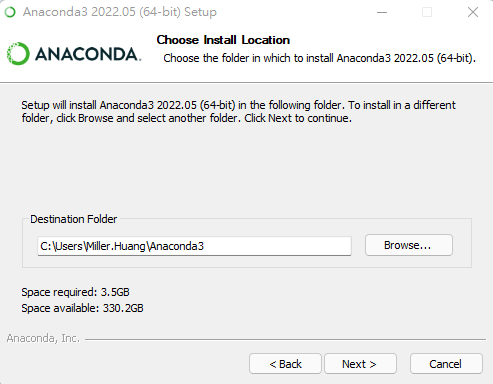 Anaconda3 2022.05 (64-bit) Setup
ANACONDA.
Choose Install Location
Choose the folder in which to install Anaconda3 2022.05 (64-bit).
Setup will install Anaconda3 2022.05 (64-bit) in the following folder. To install in a different
folder, click Browse and select another folder. Click Next to continue.
Destination Folder
C:\Users\Miller.Huang\Anaconda3
Browse...
Space required: 3.5GB
Space available: 330.2GB
Anaconda, Inc.
< Back
Next >
Cancel